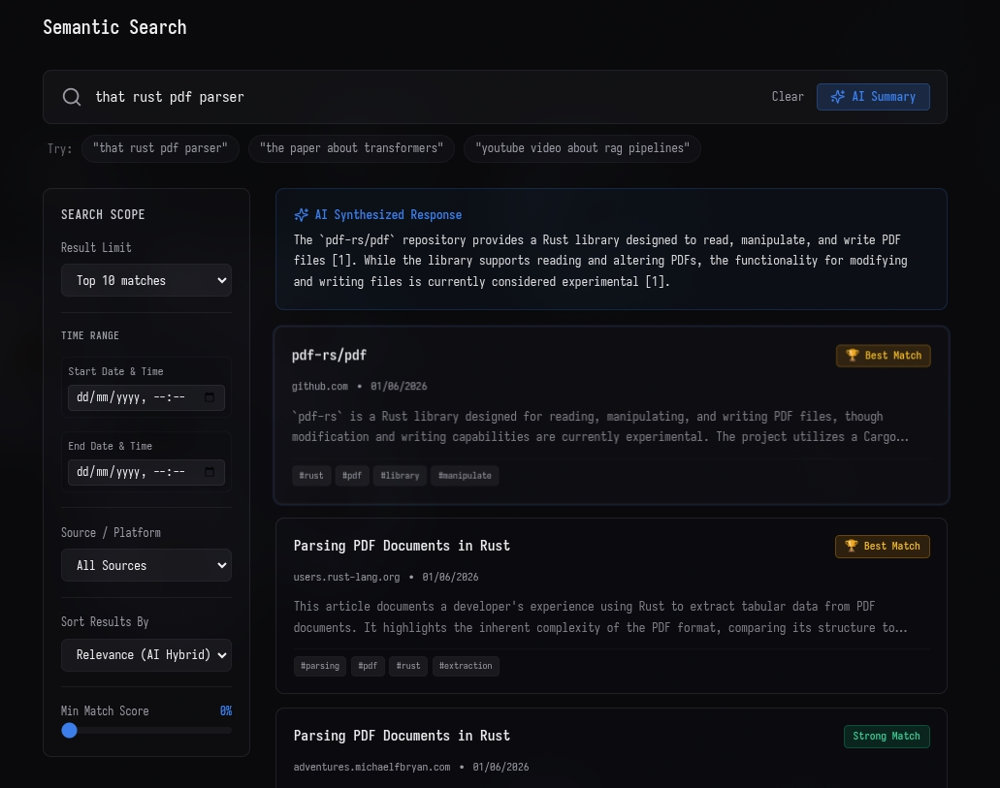 Semantic Search
that rust pdf parser
Clear
AI Summary
Try:
"that rust pdf parser"
"the paper about transformers"
"youtube video about rag pipelines"
SEARCH SCOPE
Result Limit
Top 10 matches
TIME RANGE
Start Date & Time
dd/mm/yyyy, --:--
End Date & Time
dd/mm/yyyy, --:--
Source / Platform
All Sources
Sort Results By
Relevance (AI Hybrid)
Min Match Score
0%
AI Synthesized Response
The `pdf-rs/pdf` repository provides a Rust library designed to read, manipulate, and write PDF
files [1]. While the library supports reading and altering PDFs, the functionality for modifying
and writing files is currently considered experimental [1].
pdf-rs/pdf
🏆 Best Match
github.com • 01/06/2026
`pdf-rs` is a Rust library designed for reading, manipulating, and writing PDF files, though
modification and writing capabilities are currently experimental. The project utilizes a Cargo...
#rust #pdf #library #manipulate
Parsing PDF Documents in Rust
🏆 Best Match
users.rust-lang.org • 01/06/2026
This article documents a developer's experience using Rust to extract tabular data from PDF
documents. It highlights the inherent complexity of the PDF format, comparing its structure to...
#parsing #pdf #rust #extraction
Parsing PDF Documents in Rust
Strong Match
adventures.michaelfbryan.com • 01/06/2026